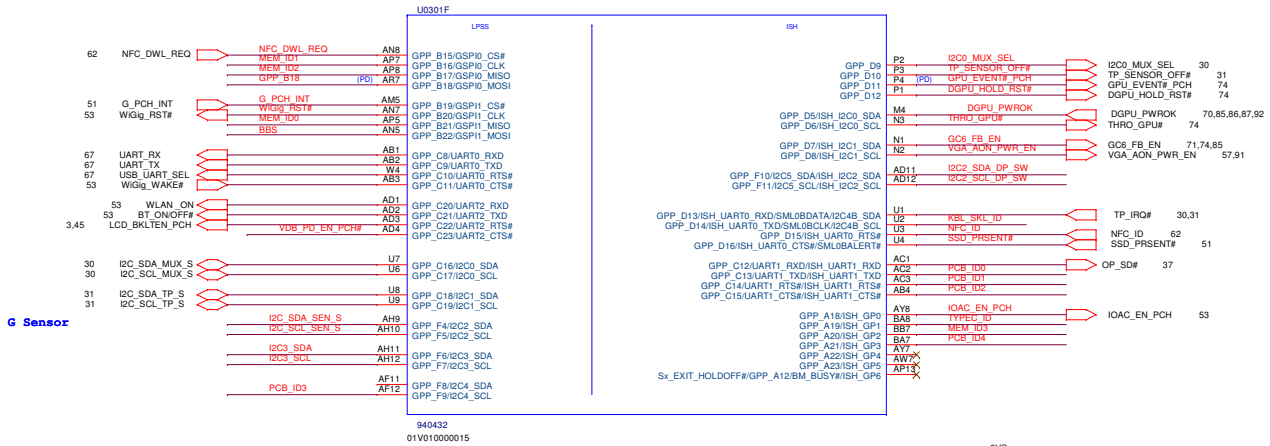 U0301F
LPSS ISH
62 NFC_DWL_REQ NFC_DWL_REQ AN8 GPP_B15/GSPI0_CS#
MEM_ID1 AP7 GPP_B16/GSPI0_CLK
MEM_ID2 AP8 GPP_B17/GSPI0_MISO
GPP_B18 (PD) AR7 GPP_B18/GSPI0_MOSI
GPP_D9 P2 I2C0_MUX_SEL I2C0_MUX_SEL 30
GPP_D10 P3 TP_SENSOR_OFF# TP_SENSOR_OFF# 31
GPP_D11 P4 (PD) GPU_EVENT#_PCH GPU_EVENT#_PCH 74
GPP_D12 P1 DGPU_HOLD_RST# DGPU_HOLD_RST# 74
51 G_PCH_INT G_PCH_INT AM5 GPP_B19/GSPI1_CS#
53 WiGig_RST# WiGig_RST# AN7 GPP_B20/GSPI1_CLK
MEM_ID0 AP5 GPP_B21/GSPI1_MISO
BBS AN5 GPP_B22/GSPI1_MOSI
GPP_D5/ISH_I2C0_SDA M4 DGPU_PWROK DGPU_PWROK 70,85,86,87,92
GPP_D6/ISH_I2C0_SCL N3 THRO_GPU# THRO_GPU# 74
GPP_D7/ISH_I2C1_SDA N1 GC6_FB_EN GC6_FB_EN 71,74,85
GPP_D8/ISH_I2C1_SCL N2 VGA_AON_PWR_EN VGA_AON_PWR_EN 57,91
67 UART_RX AB1 GPP_C8/UART0_RXD
67 UART_TX AB2 GPP_C9/UART0_TXD
67 USB_UART_SEL W4 GPP_C10/UART0_RTS#
53 WiGig_WAKE# AB3 GPP_C11/UART0_CTS#
GPP_F10/I2C5_SDA/ISH_I2C2_SDA AD11 I2C2_SDA_DP_SW
GPP_F11/I2C5_SCL/ISH_I2C2_SCL AD12 I2C2_SCL_DP_SW
53 WLAN_ON AD1 GPP_C20/UART2_RXD
53 BT_ON/OFF# AD2 GPP_C21/UART2_TXD
3,45 LCD_BKLTEN_PCH AD3 GPP_C22/UART2_RTS#
VDB_PD_EN_PCH# AD4 GPP_C23/UART2_CTS#
GPP_D13/ISH_UART0_RXD/SML0BDATA/I2C4B_SDA U1 TP_IRQ# 30,31
GPP_D14/ISH_UART0_TXD/SML0BCLK/I2C4B_SCL U2 KBL_SKL_ID
GPP_D15/ISH_UART0_RTS# U3 NFC_ID NFC_ID 62
GPP_D16/ISH_UART0_CTS#/SML0BALERT# U4 SSD_PRSENT# SSD_PRSENT# 51
30 I2C_SDA_MUX_S U7 GPP_C16/I2C0_SDA
30 I2C_SCL_MUX_S U6 GPP_C17/I2C0_SCL
GPP_C12/UART1_RXD/ISH_UART1_RXD AC1 OP_SD# 37
GPP_C13/UART1_TXD/ISH_UART1_TXD AC2 PCB_ID0
GPP_C14/UART1_RTS#/ISH_UART1_RTS# AC3 PCB_ID1
GPP_C15/UART1_CTS#/ISH_UART1_CTS# AB4 PCB_ID2
31 I2C_SDA_TP_S U8 GPP_C18/I2C1_SDA
31 I2C_SCL_TP_S U9 GPP_C19/I2C1_SCL
G Sensor
I2C_SDA_SEN_S AH9 GPP_F4/I2C2_SDA
I2C_SCL_SEN_S AH10 GPP_F5/I2C2_SCL
GPP_A18/ISH_GP0 AY8 IOAC_EN_PCH IOAC_EN_PCH 53
GPP_A19/ISH_GP1 BA8 TYPEC_ID
GPP_A20/ISH_GP2 BB7 MEM_ID3
GPP_A21/ISH_GP3 BA7 PCB_ID4
GPP_A22/ISH_GP4 AY7
GPP_A23/ISH_GP5 AW7
Sx_EXIT_HOLDOFF#/GPP_A12/BM_BUSY#/ISH_GP6 AP13
I2C3_SDA AH11 GPP_F6/I2C3_SDA
I2C3_SCL AH12 GPP_F7/I2C3_SCL
AF11 GPP_F8/I2C4_SDA
PCB_ID3 AF12 GPP_F9/I2C4_SCL
940432
01V010000015